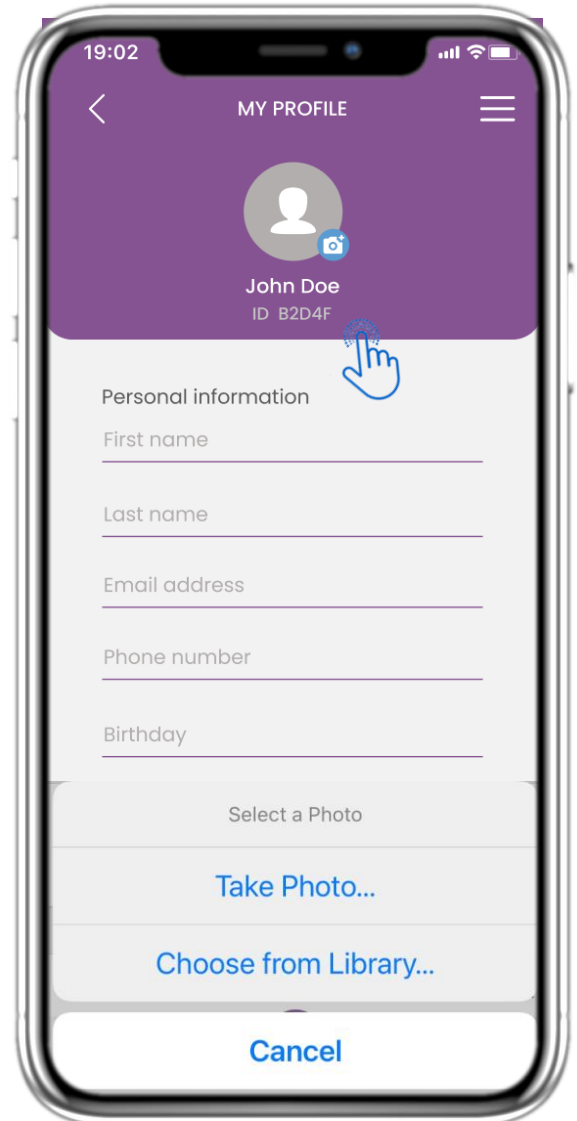 19:02
MY PROFILE
John Doe
ID B2D4F
Personal information
First name
Last name
Email address
Phone number
Birthday
Select a Photo
Take Photo...
Choose from Library...
Cancel